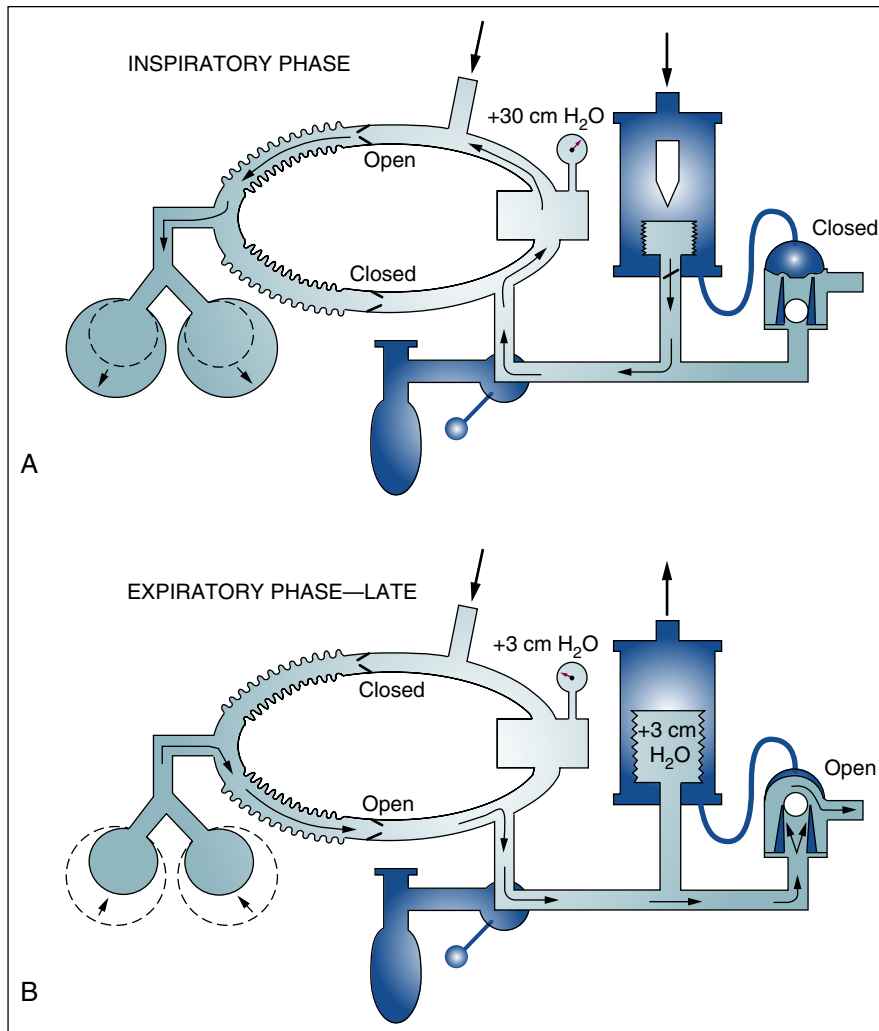 INSPIRATORY PHASE
+30 cm H₂O
Open
Closed
Closed
A
EXPIRATORY PHASE—LATE
+3 cm H₂O
Closed
+3 cm
H₂O
Open
Open
B